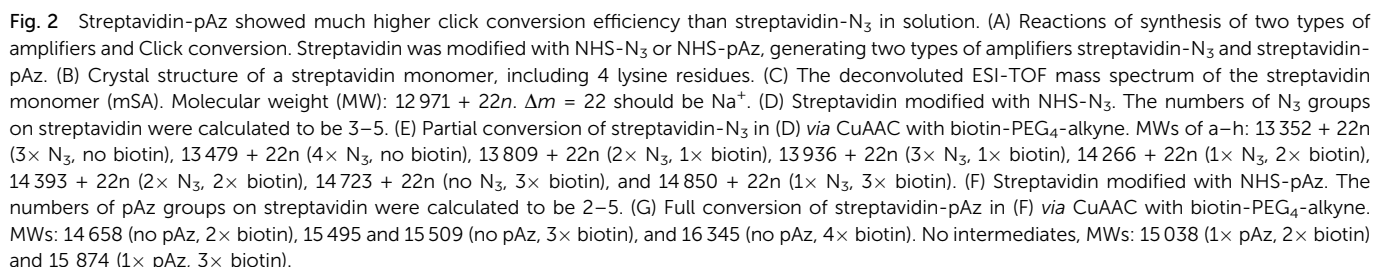 Fig. 2 Streptavidin-pAz showed much higher click conversion efficiency than streptavidin-N₃ in solution. (A) Reactions of synthesis of two types of
amplifiers and Click conversion. Streptavidin was modified with NHS-N₃ or NHS-pAz, generating two types of amplifiers streptavidin-N₃ and streptavidin-
pAz. (B) Crystal structure of a streptavidin monomer, including 4 lysine residues. (C) The deconvoluted ESI-TOF mass spectrum of the streptavidin
monomer (mSA). Molecular weight (MW): 12 971 + 22n. Δm = 22 should be Na⁺. (D) Streptavidin modified with NHS-N₃. The numbers of N₃ groups
on streptavidin were calculated to be 3–5. (E) Partial conversion of streptavidin-N₃ in (D) via CuAAC with biotin-PEG₄-alkyne. MWs of a–h: 13 352 + 22n
(3× N₃, no biotin), 13 479 + 22n (4× N₃, no biotin), 13 809 + 22n (2× N₃, 1× biotin), 13 936 + 22n (3× N₃, 1× biotin), 14 266 + 22n (1× N₃, 2× biotin),
14 393 + 22n (2× N₃, 2× biotin), 14 723 + 22n (no N₃, 3× biotin), and 14 850 + 22n (1× N₃, 3× biotin). (F) Streptavidin modified with NHS-pAz. The
numbers of pAz groups on streptavidin were calculated to be 2–5. (G) Full conversion of streptavidin-pAz in (F) via CuAAC with biotin-PEG₄-alkyne.
MWs: 14 658 (no pAz, 2× biotin), 15 495 and 15 509 (no pAz, 3× biotin), and 16 345 (no pAz, 4× biotin). No intermediates, MWs: 15 038 (1× pAz, 2× biotin)
and 15 874 (1× pAz, 3× biotin).